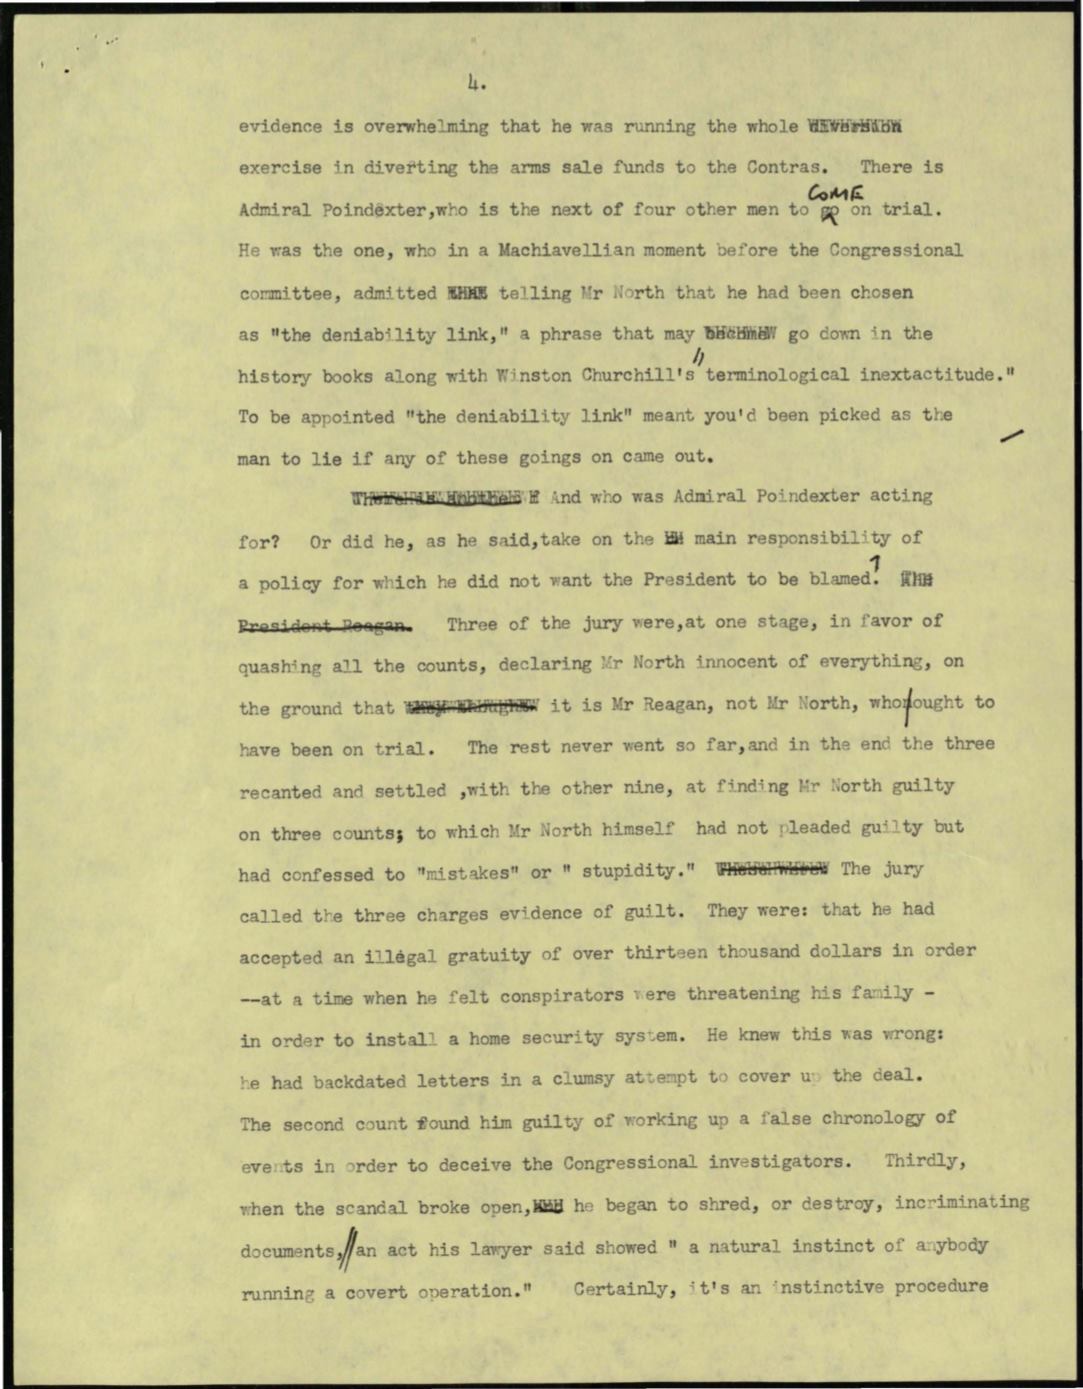 4.
evidence is overwhelming that he was running the whole diversion
exercise in diverting the arms sale funds to the Contras. There is
COME
Admiral Poindexter,who is the next of four other men to go on trial.
He was the one, who in a Machiavellian moment before the Congressional
committee, admitted telling Mr North that he had been chosen
as "the deniability link," a phrase that may go down in the
history books along with Winston Churchill's "terminological inextactitude."
To be appointed "the deniability link" meant you'd been picked as the
man to lie if any of these goings on came out.
And who was Admiral Poindexter acting
for? Or did he, as he said,take on the main responsibility of
a policy for which he did not want the President to be blamed?
President Reagan. Three of the jury were,at one stage, in favor of
quashing all the counts, declaring Mr North innocent of everything, on
the ground that it is Mr Reagan, not Mr North, who ought to
have been on trial. The rest never went so far,and in the end the three
recanted and settled ,with the other nine, at finding Mr North guilty
on three counts; to which Mr North himself had not pleaded guilty but
had confessed to "mistakes" or " stupidity." The jury
called the three charges evidence of guilt. They were: that he had
accepted an illegal gratuity of over thirteen thousand dollars in order
--at a time when he felt conspirators were threatening his family -
in order to install a home security system. He knew this was wrong:
he had backdated letters in a clumsy attempt to cover up the deal.
The second count found him guilty of working up a false chronology of
events in order to deceive the Congressional investigators. Thirdly,
when the scandal broke open, he began to shred, or destroy, incriminating
documents,//an act his lawyer said showed " a natural instinct of anybody
running a covert operation." Certainly, it's an instinctive procedure